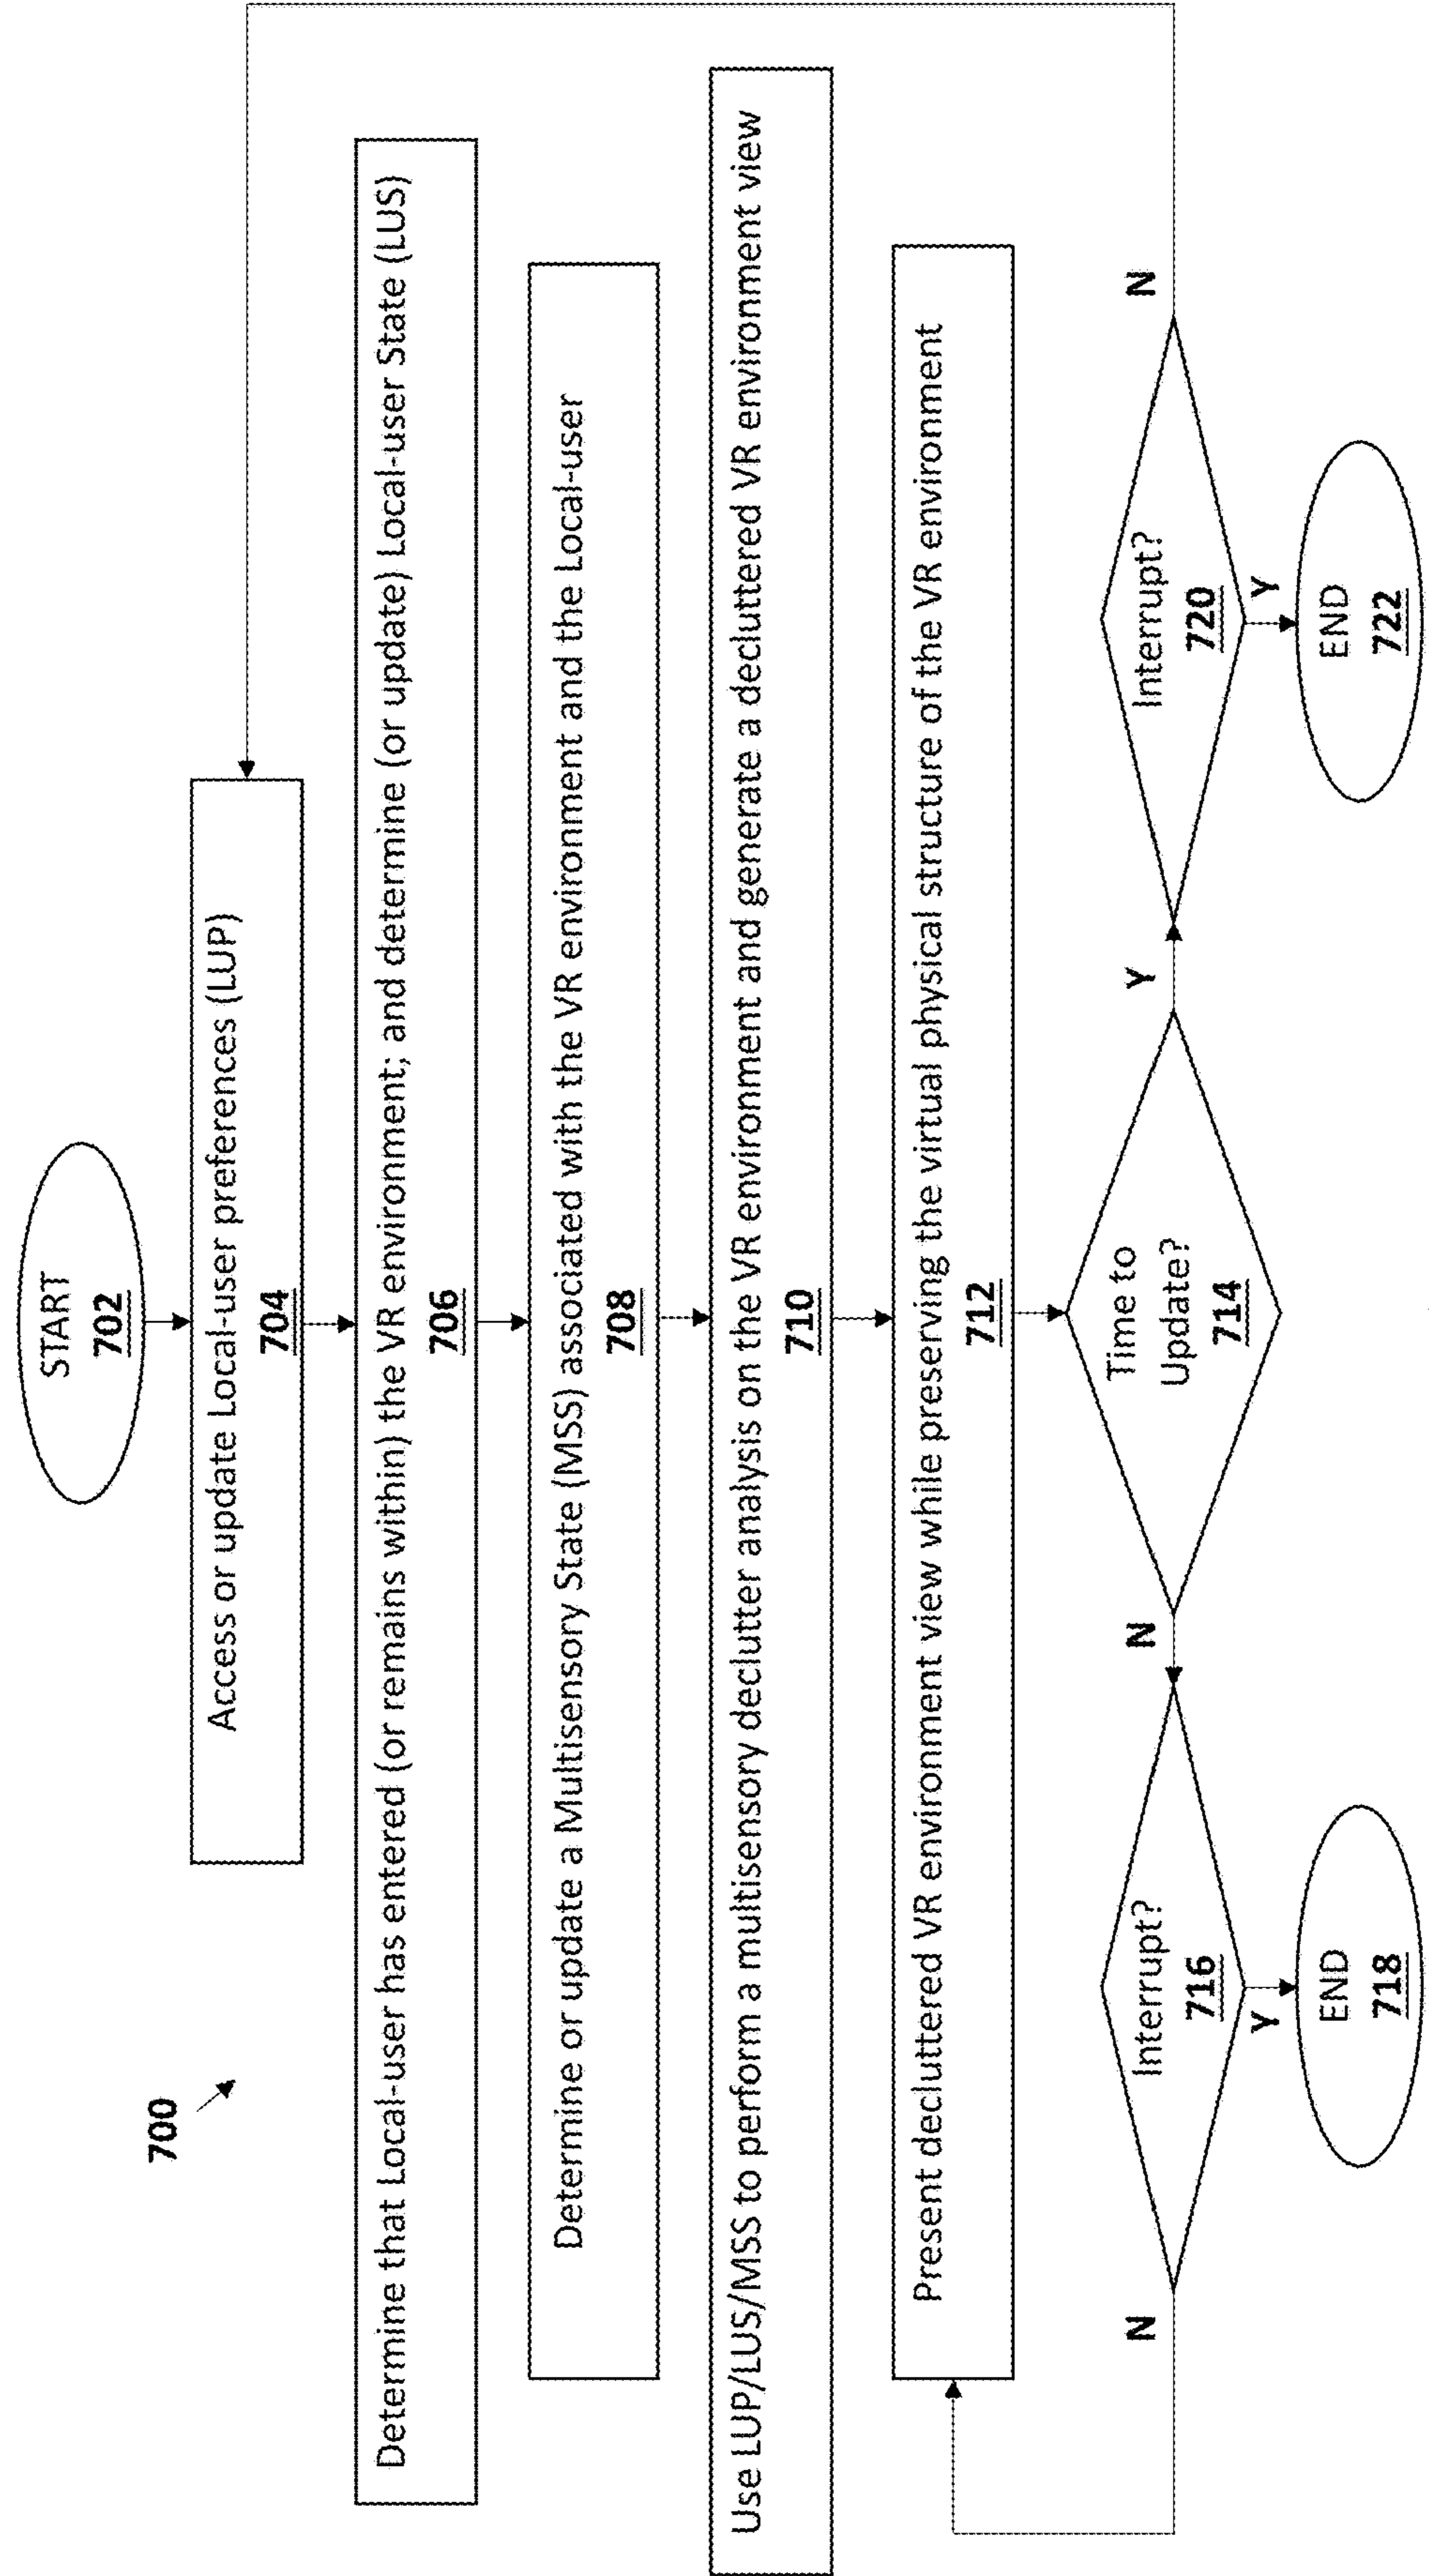 700
START
702
Access or update Local-user preferences (LUP)
704
Determine that Local-user has entered (or remains within) the VR environment; and determine (or update) Local-user State (LUS)
706
Determine or update a Multisensory State (MSS) associated with the VR environment and the Local-user
708
Use LUP/LUS/MSS to perform a multisensory declutter analysis on the VR environment and generate a decluttered VR environment view
710
Present decluttered VR environment view while preserving the virtual physical structure of the VR environment
712
Time to
Update?
714
N
Y
Interrupt?
716
N
Y
END
718
Interrupt?
720
N
Y
END
722